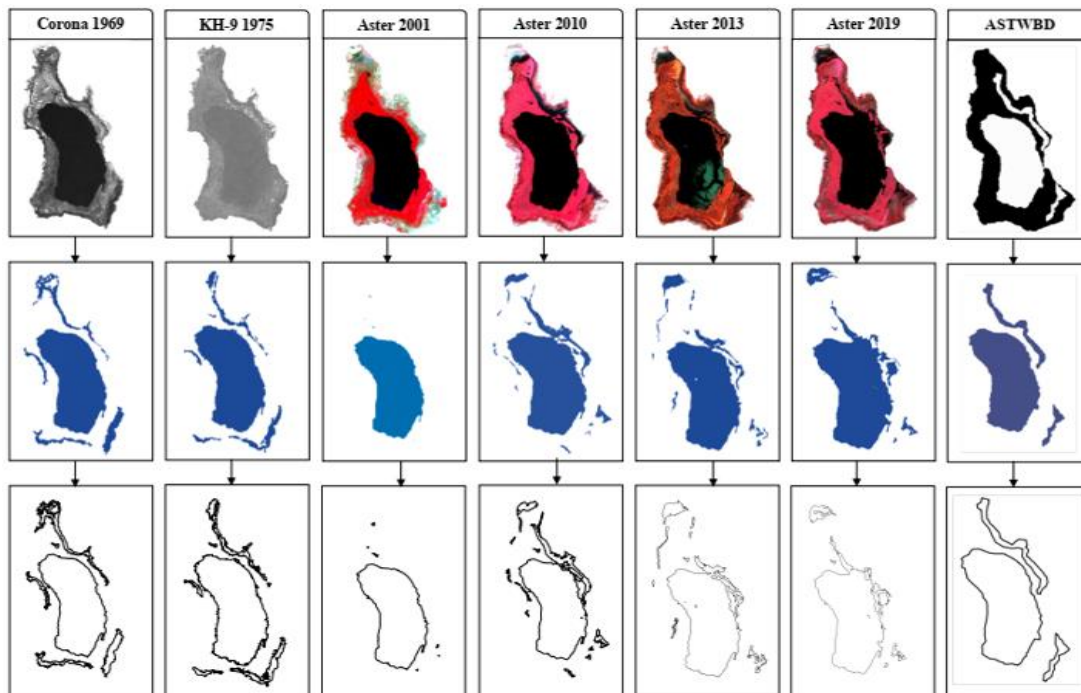 Corona 1969
KH-9 1975
Aster 2001
Aster 2010
Aster 2013
Aster 2019
ASTWBD